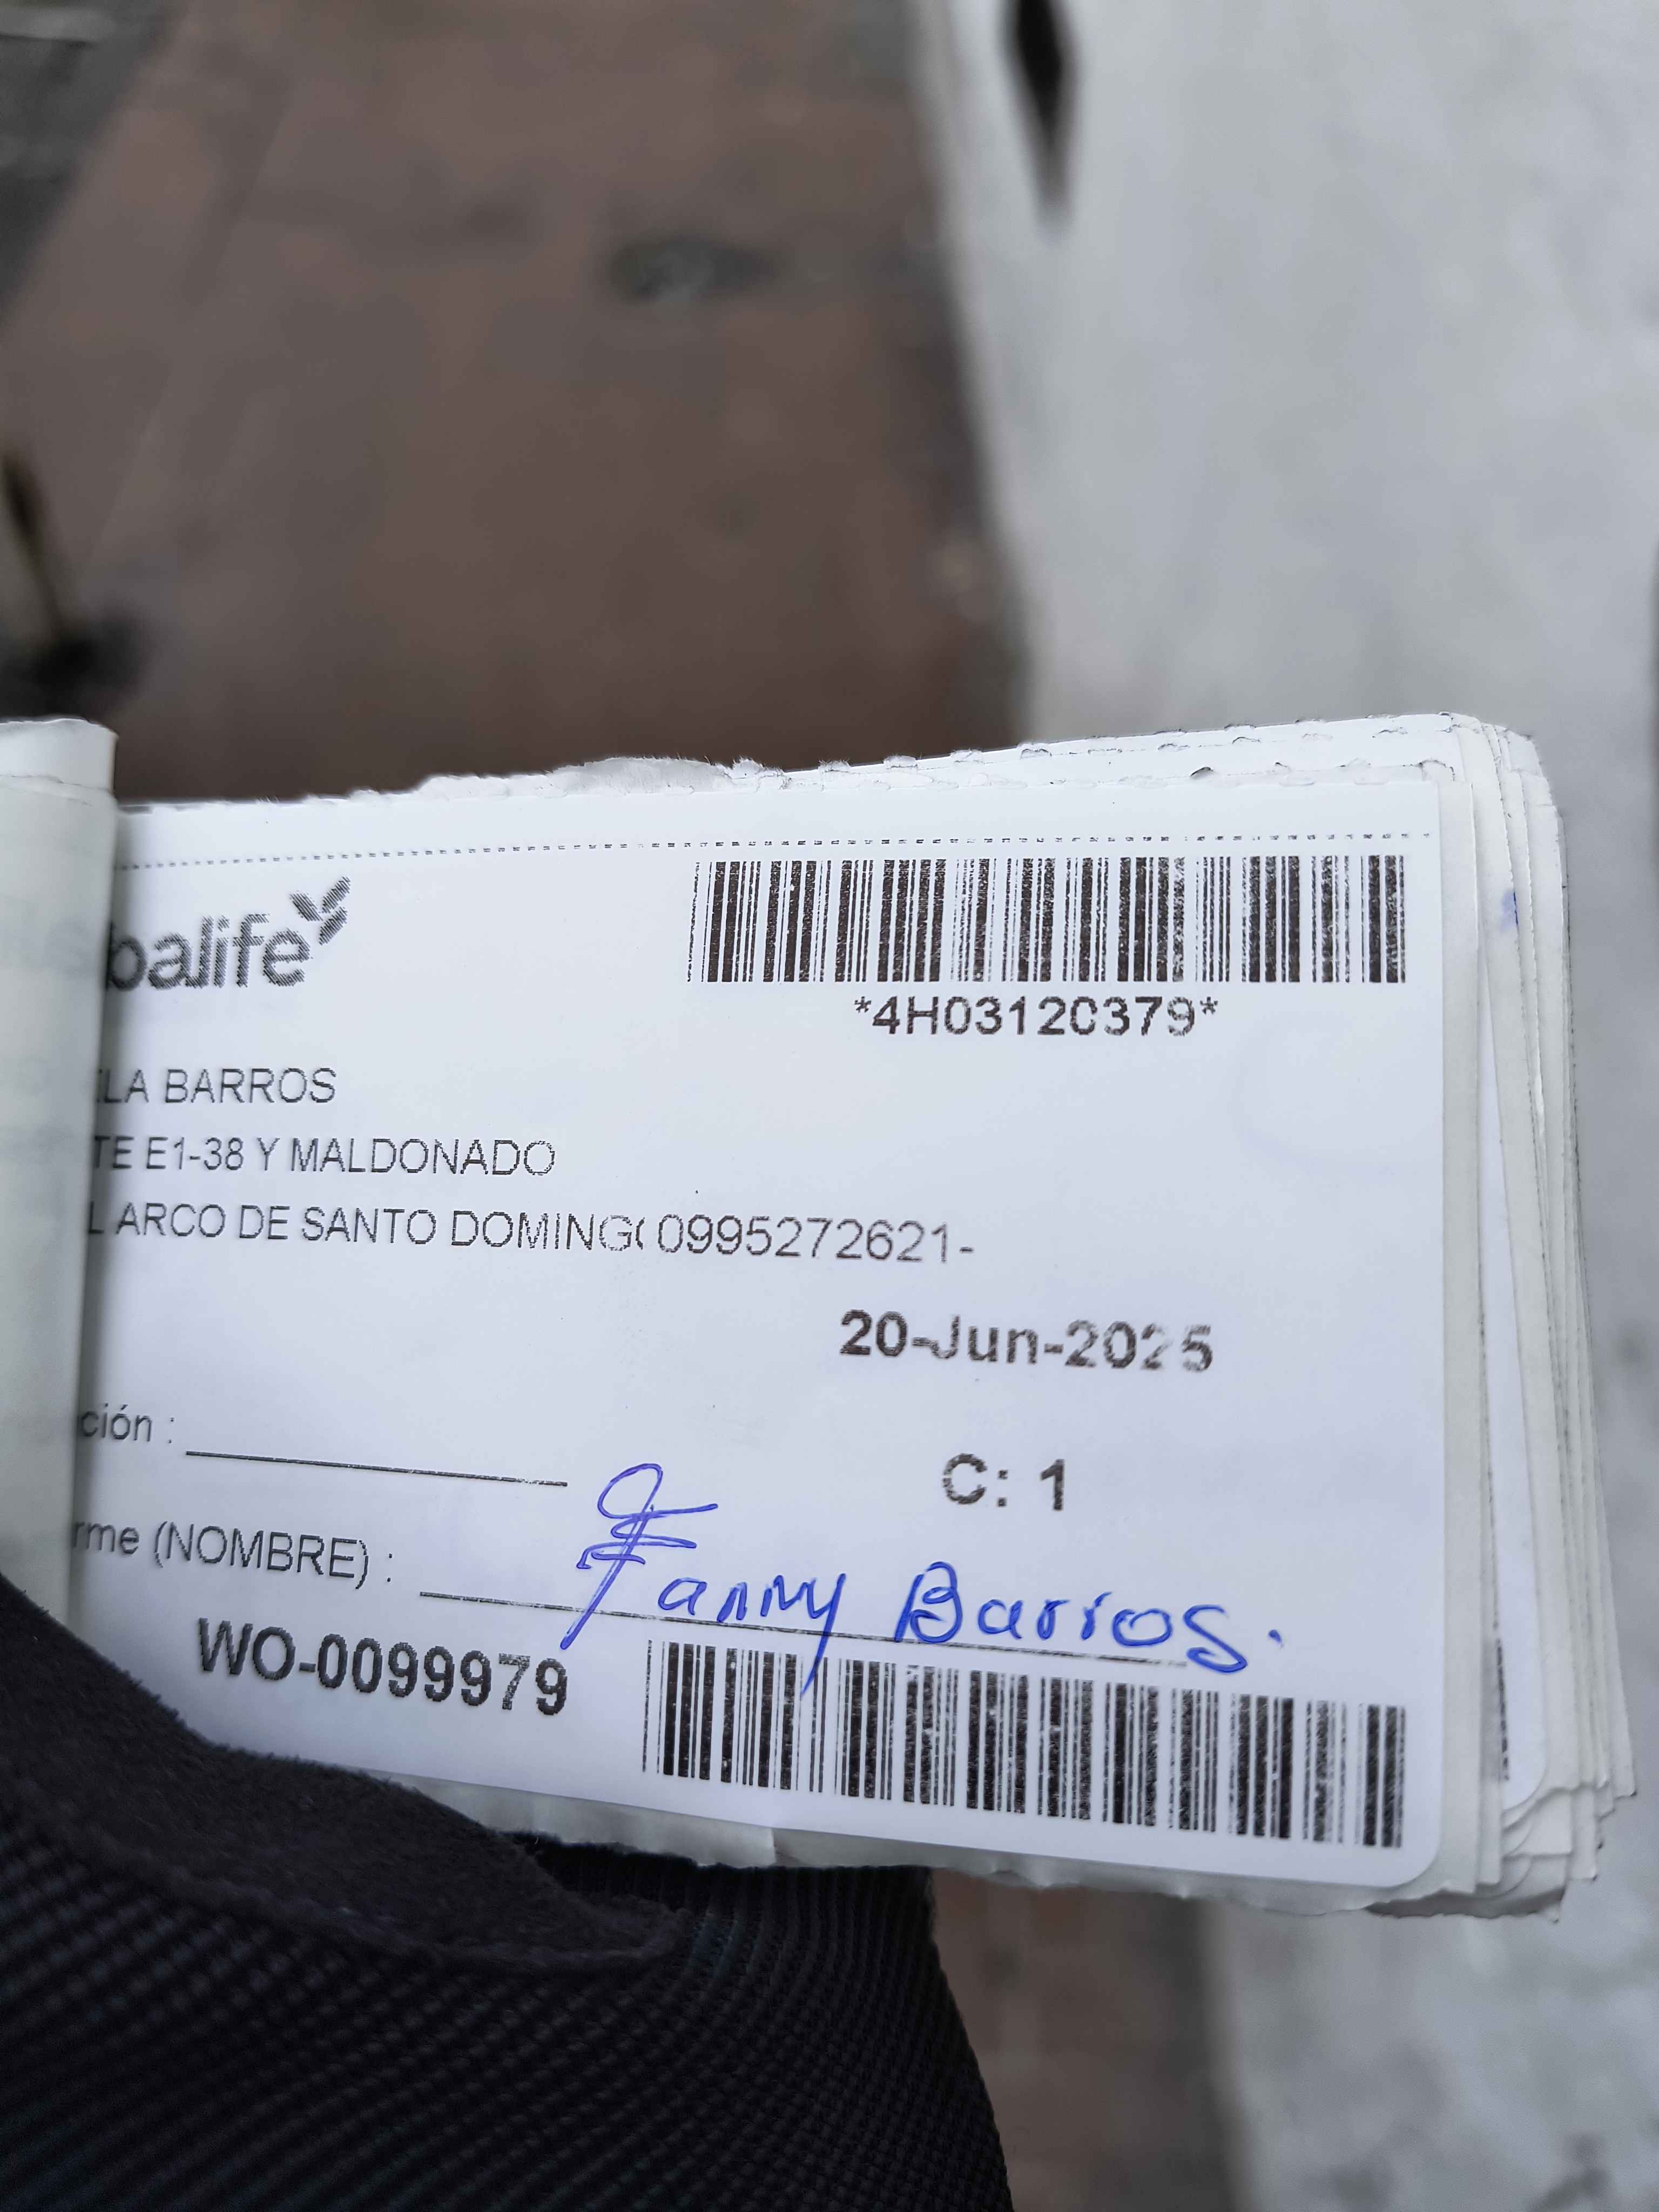 balife
*4H03120379*
LA BARROS
TE E1-38 Y MALDONADO
L ARCO DE SANTO DOMING( 0995272621-
20-Jun-2025
ción :
C: 1
rme (NOMBRE) :
Fanny Barros.
WO-0099979